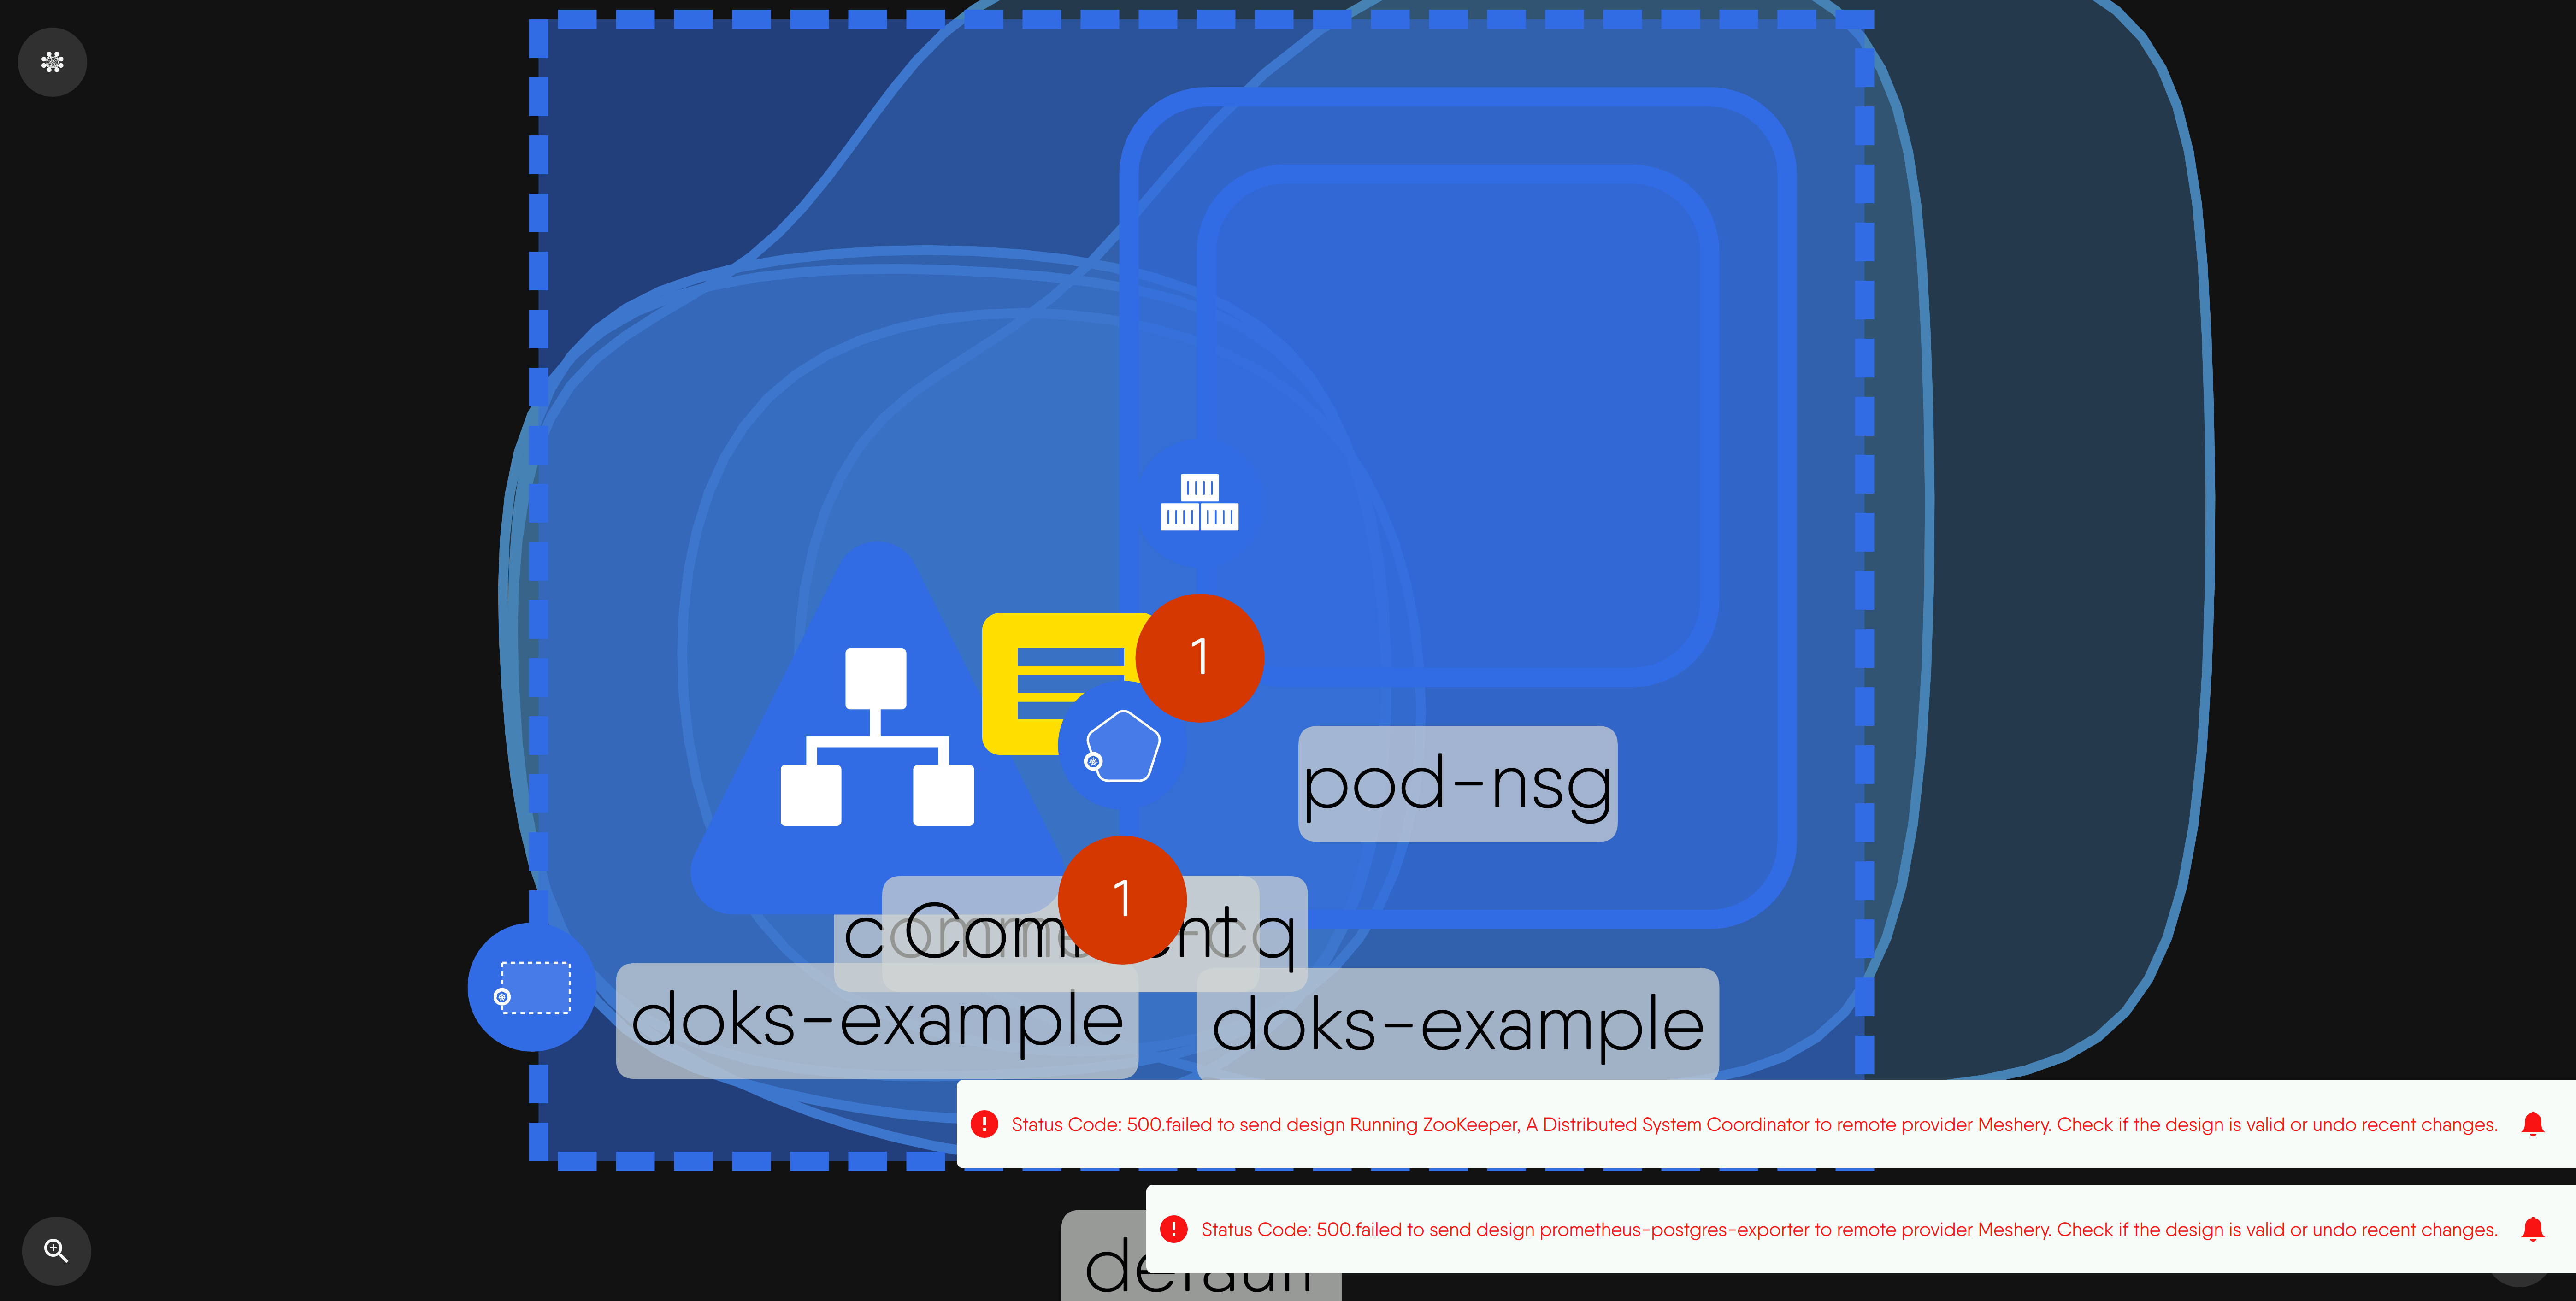 1
pod-nsg
1
doks-example
doks-example
Status Code: 500.failed to send design Running ZooKeeper, A Distributed System Coordinator to remote provider Meshery. Check if the design is valid or undo recent changes.
Status Code: 500.failed to send design prometheus-postgres-exporter to remote provider Meshery. Check if the design is valid or undo recent changes.
default